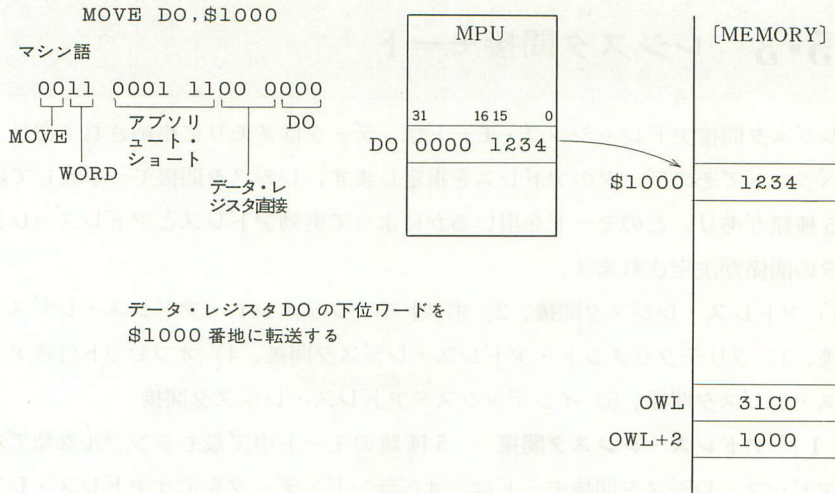 MOVE DO,$1000
マシン語
0011 0001 1100 0000
MOVE
WORD
アブソリ
ュート・
ショート
データ・レ
ジスタ直接
DO
MPU
31 16 15 0
DO 0000 1234
[MEMORY]
$1000 1234
データ・レジスタDOの下位ワードを
$1000番地に転送する
OWL 31C0
OWL+2 1000